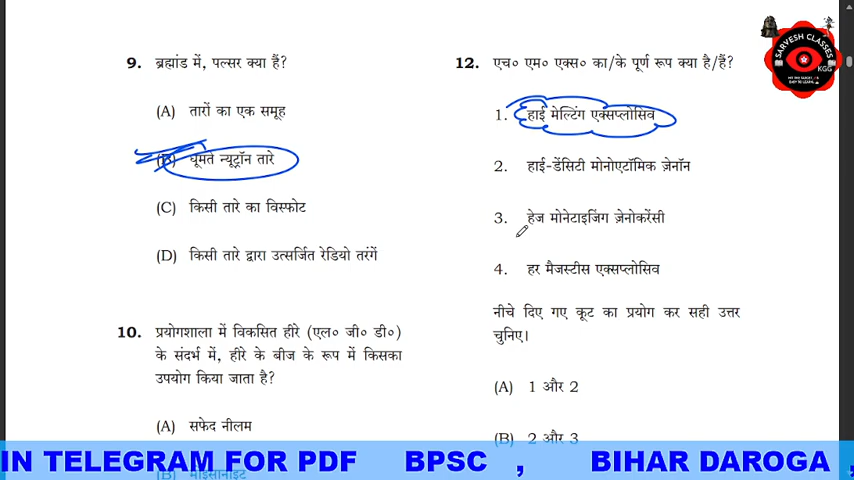 9. ब्रह्मांड में, पल्सर क्या हैं?
(A) तारों का एक समूह
(B) घूमते न्यूट्रॉन तारे
(C) किसी तारे का विस्फोट
(D) किसी तारे द्वारा उत्सर्जित रेडियो तरंगें
10. प्रयोगशाला में विकसित हीरे (एल० जी० डी०)
के संदर्भ में, हीरे के बीज के रूप में किसका
उपयोग किया जाता है?
(A) सफेद नीलम
(B) मोइसानाइट
12. एच० एम० एक्स० का/के पूर्ण रूप क्या है/हैं?
1. हाई मेल्टिंग एक्सप्लोसिव
2. हाई-डेंसिटी मोनोएटॉमिक ज़ेनॉन
3. हेज मोनेटाइजिंग ज़ेनोकरेंसी
4. हर मैजस्टीस एक्सप्लोसिव
नीचे दिए गए कूट का प्रयोग कर सही उत्तर
चुनिए।
(A) 1 और 2
(B) 2 और 3
SARVESH CLASSES
KGG
IN TELEGRAM FOR PDF BPSC , BIHAR DAROGA ,